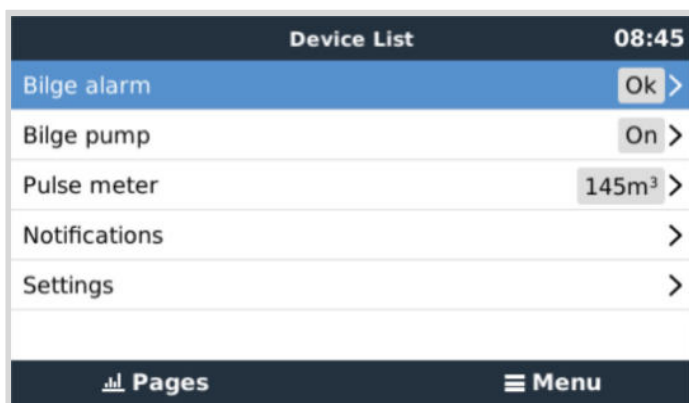 Device List 08:45
Bilge alarm Ok
Bilge pump On
Pulse meter 145m³
Notifications
Settings
Pages Menu